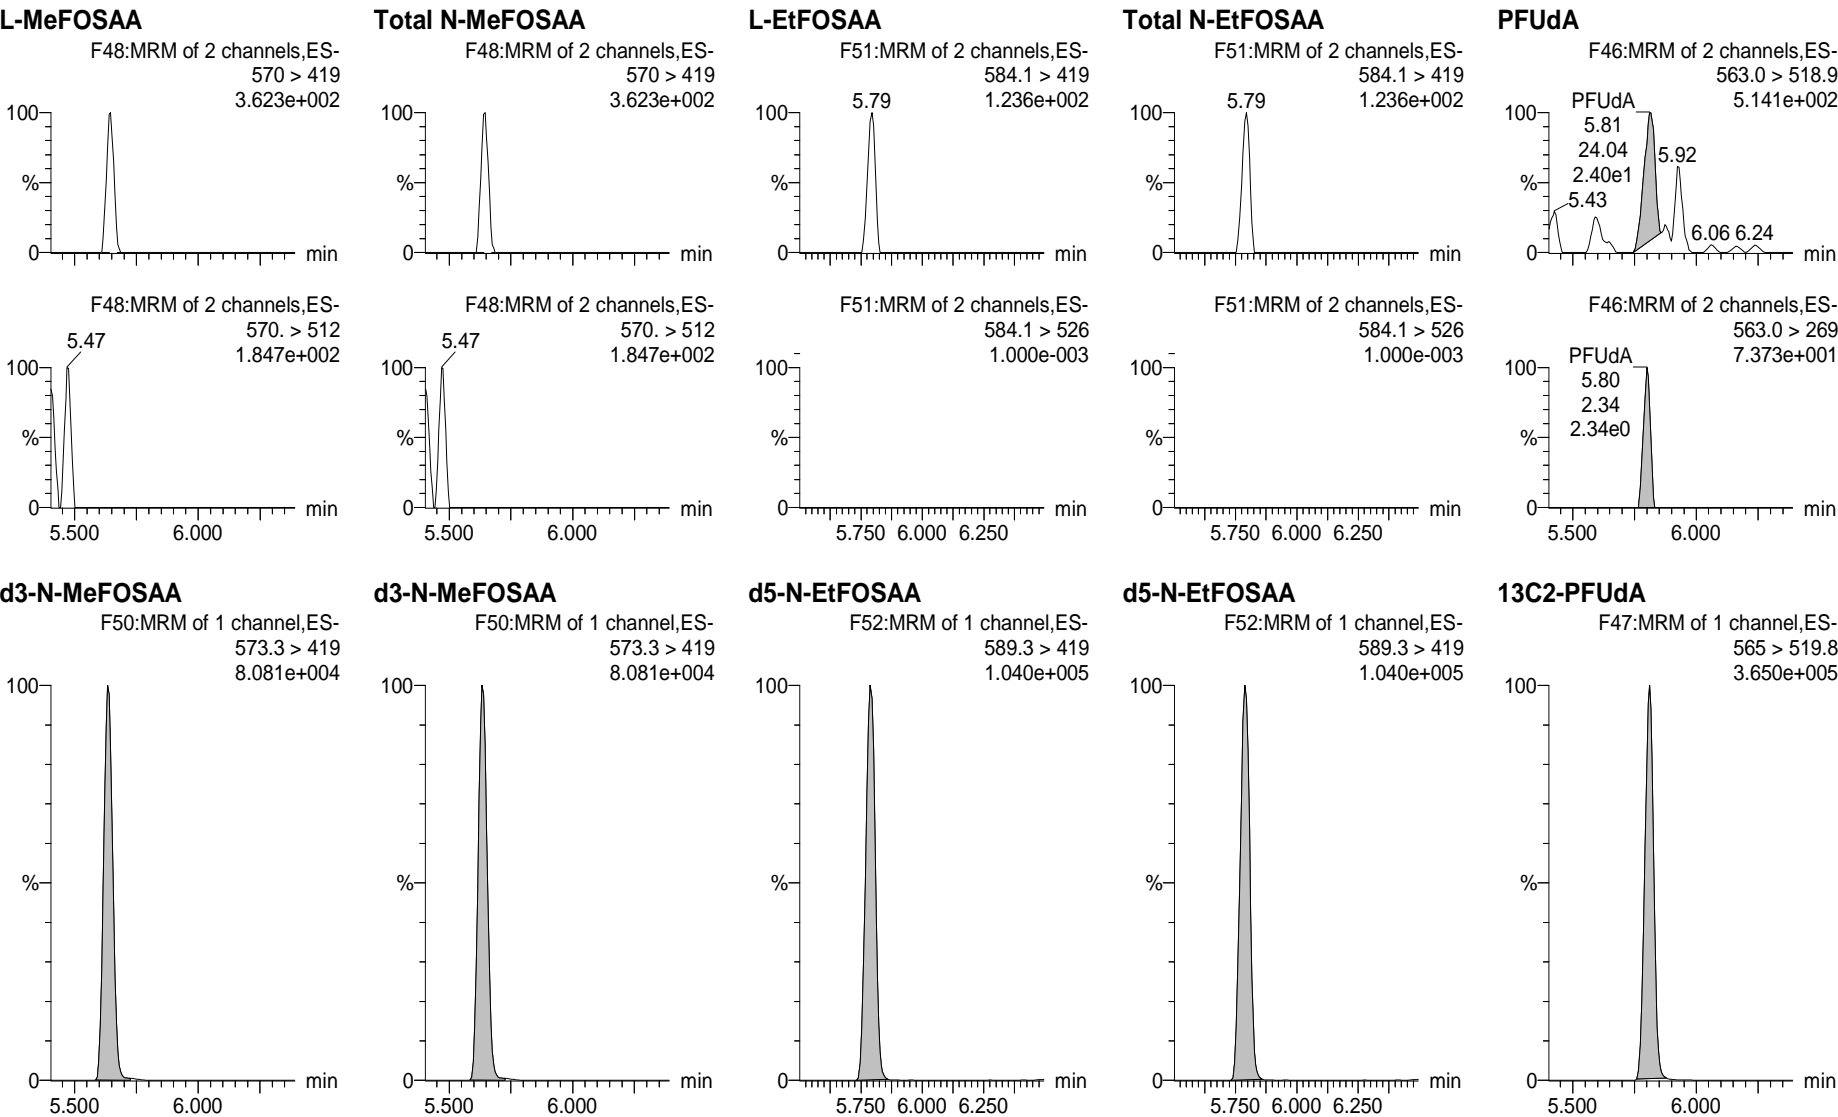 L-MeFOSAA
F48:MRM of 2 channels,ES-
570 > 419
3.623e+002
100
%
0
min
F48:MRM of 2 channels,ES-
570. > 512
1.847e+002
5.47
100
%
0
min
5.500 6.000
Total N-MeFOSAA
F48:MRM of 2 channels,ES-
570 > 419
3.623e+002
100
%
0
min
F48:MRM of 2 channels,ES-
570. > 512
1.847e+002
5.47
100
%
0
min
5.500 6.000
L-EtFOSAA
F51:MRM of 2 channels,ES-
584.1 > 419
1.236e+002
5.79
100
%
0
min
F51:MRM of 2 channels,ES-
584.1 > 526
1.000e-003
100
%
0
min
5.750 6.000 6.250
Total N-EtFOSAA
F51:MRM of 2 channels,ES-
584.1 > 419
1.236e+002
5.79
100
%
0
min
F51:MRM of 2 channels,ES-
584.1 > 526
1.000e-003
100
%
0
min
5.750 6.000 6.250
PFUdA
F46:MRM of 2 channels,ES-
563.0 > 518.9
5.141e+002
100
PFUdA
5.81
24.04
2.40e1
5.92
5.43
6.06 6.24
%
0
min
F46:MRM of 2 channels,ES-
563.0 > 269
7.373e+001
100
PFUdA
5.80
2.34
2.34e0
%
0
min
5.500 6.000
d3-N-MeFOSAA
F50:MRM of 1 channel,ES-
573.3 > 419
8.081e+004
100
%
0
min
5.500 6.000
d3-N-MeFOSAA
F50:MRM of 1 channel,ES-
573.3 > 419
8.081e+004
100
%
0
min
5.500 6.000
d5-N-EtFOSAA
F52:MRM of 1 channel,ES-
589.3 > 419
1.040e+005
100
%
0
min
5.750 6.000 6.250
d5-N-EtFOSAA
F52:MRM of 1 channel,ES-
589.3 > 419
1.040e+005
100
%
0
min
5.750 6.000 6.250
13C2-PFUdA
F47:MRM of 1 channel,ES-
565 > 519.8
3.650e+005
100
%
0
min
5.500 6.000